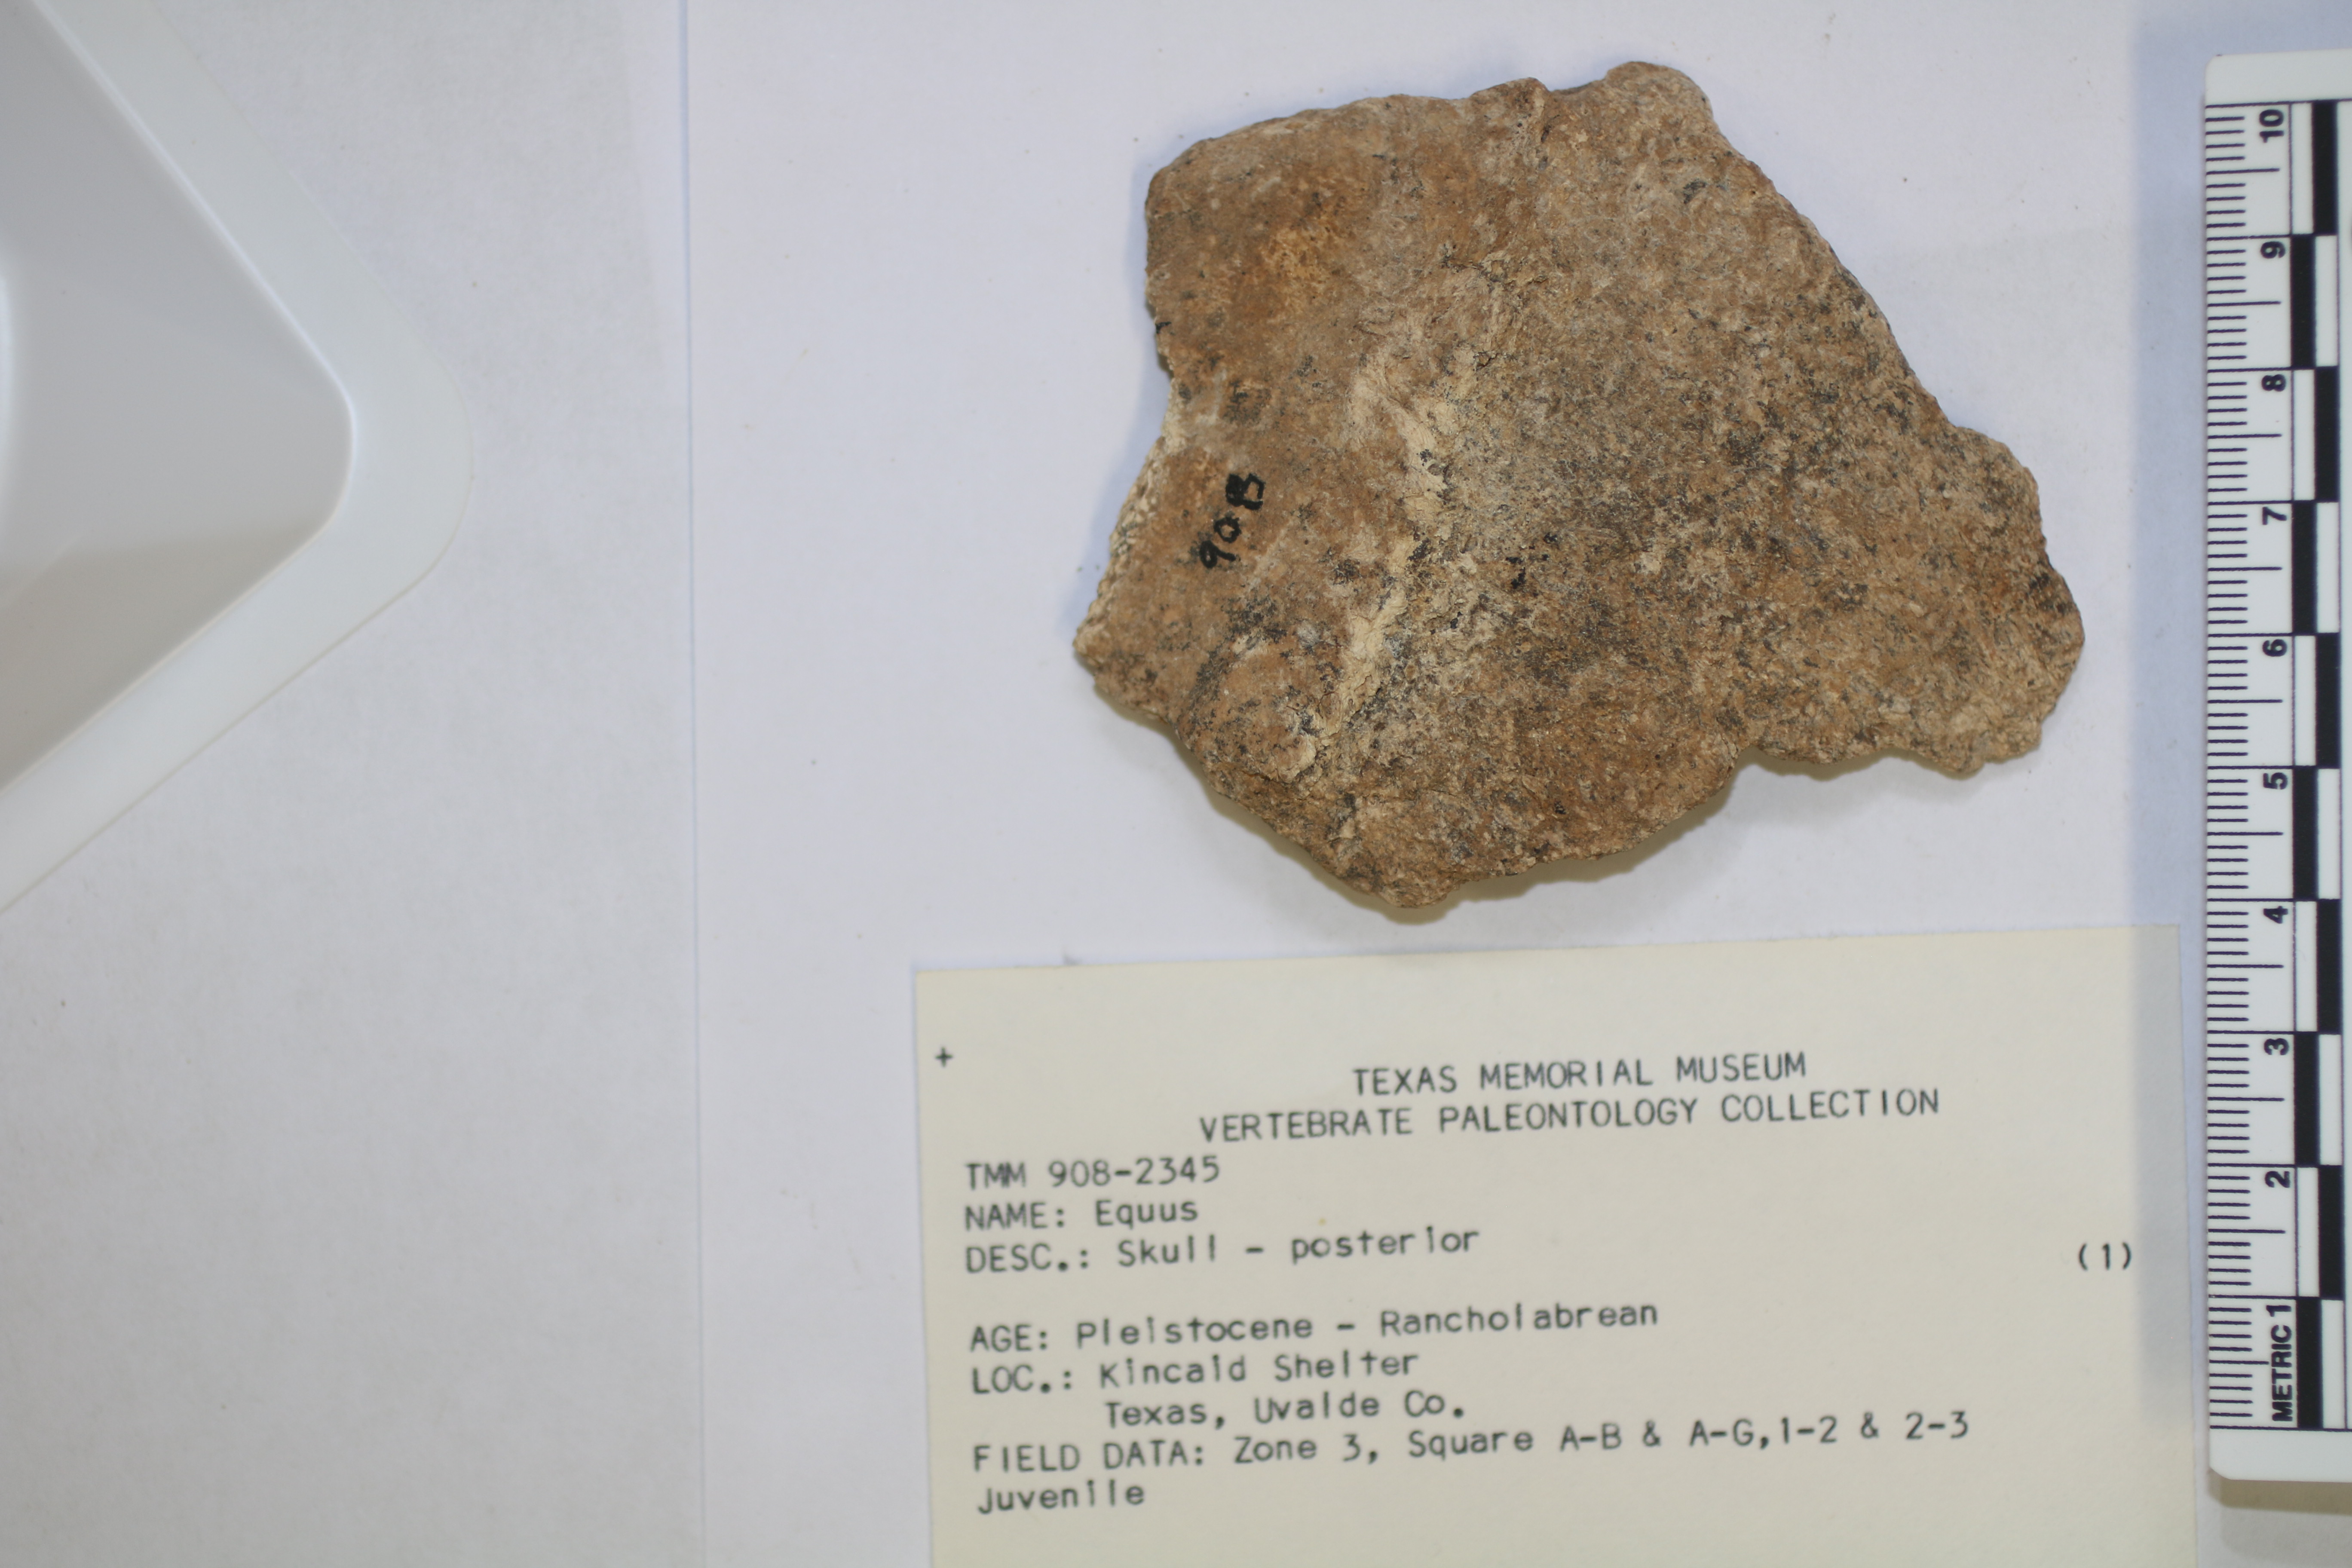 +
TEXAS MEMORIAL MUSEUM
VERTEBRATE PALEONTOLOGY COLLECTION
TMM 908-2345
NAME: Equus
DESC.: Skull - posterior
(1)
AGE: Pleistocene - Rancholabrean
LOC.: Kincaid Shelter
Texas, Uvalde Co.
FIELD DATA: Zone 3, Square A-B & A-G,1-2 & 2-3
Juvenile
908
METRIC 1 2 3 4 5 6 7 8 9 10